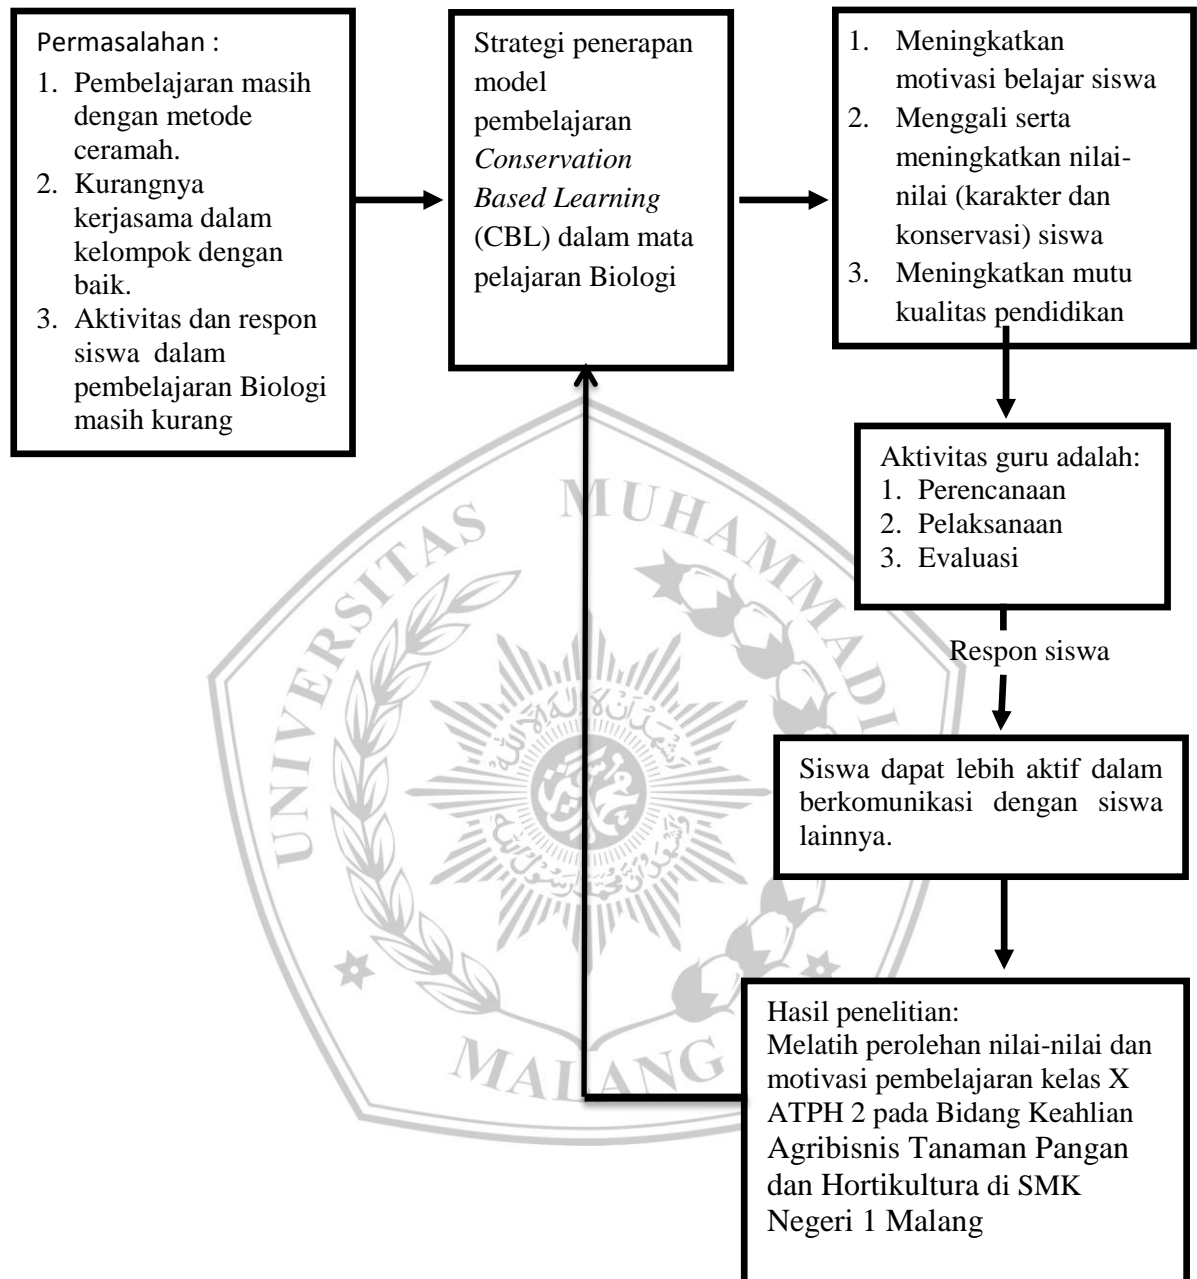 Permasalahan :
1. Pembelajaran masih
dengan metode
ceramah.
2. Kurangnya
kerjasama dalam
kelompok dengan
baik.
3. Aktivitas dan respon
siswa dalam
pembelajaran Biologi
masih kurang
Strategi penerapan
model
pembelajaran
Conservation
Based Learning
(CBL) dalam mata
pelajaran Biologi
1. Meningkatkan
motivasi belajar siswa
2. Menggali serta
meningkatkan nilai-
nilai (karakter dan
konservasi) siswa
3. Meningkatkan mutu
kualitas pendidikan
Aktivitas guru adalah:
1. Perencanaan
2. Pelaksanaan
3. Evaluasi
Respon siswa
Siswa dapat lebih aktif dalam
berkomunikasi dengan siswa
lainnya.
Hasil penelitian:
Melatih perolehan nilai-nilai dan
motivasi pembelajaran kelas X
ATPH 2 pada Bidang Keahlian
Agribisnis Tanaman Pangan
dan Hortikultura di SMK
Negeri 1 Malang
UNIVERSITAS MUHAMMADI
MALANG